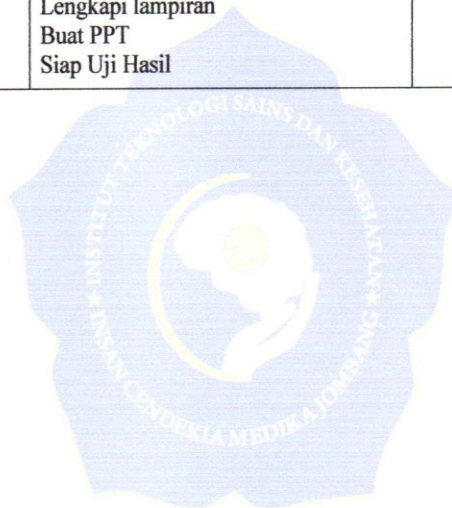 Lengkapi lampiran
Buat PPT
Siap Uji Hasil
INSTITUT TEKNOLOGI SAINS DAN KESEHATAN
INSAN CENDEKIA MEDIKA JOMBANG